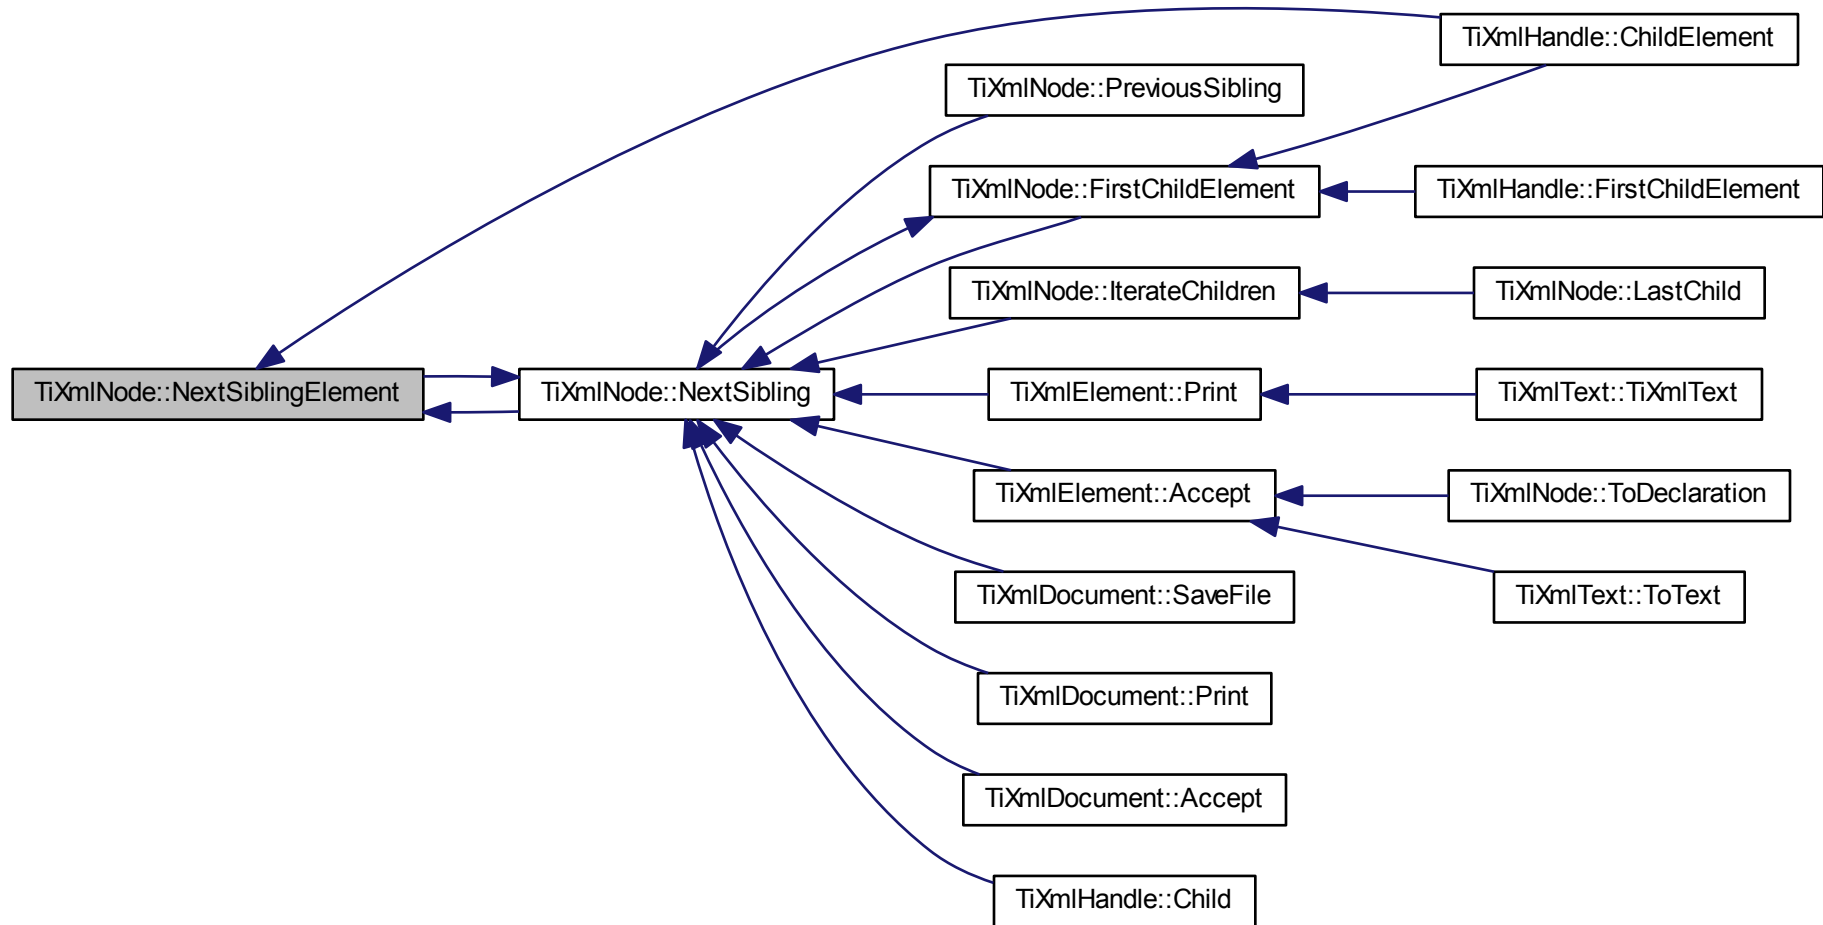 TiXmlHandle::ChildElement
TiXmlNode::PreviousSibling
TiXmlNode::FirstChildElement
TiXmlHandle::FirstChildElement
TiXmlNode::IterateChildren
TiXmlNode::LastChild
TiXmlNode::NextSiblingElement
TiXmlNode::NextSibling
TiXmlElement::Print
TiXmlText::TiXmlText
TiXmlElement::Accept
TiXmlNode::ToDeclaration
TiXmlDocument::SaveFile
TiXmlText::ToText
TiXmlDocument::Print
TiXmlDocument::Accept
TiXmlHandle::Child